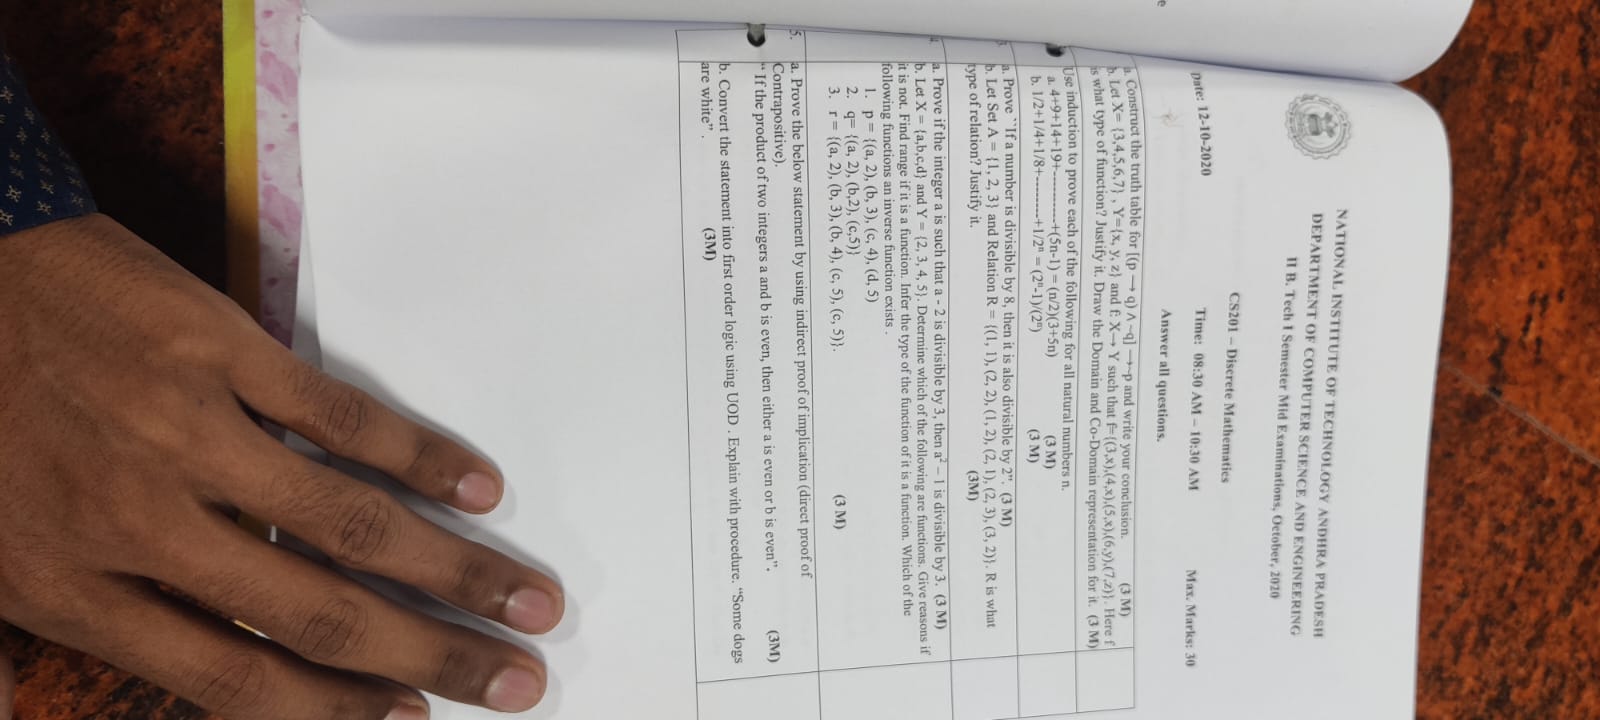 NATIONAL INSTITUTE OF TECHNOLOGY ANDHRA PRADESH
DEPARTMENT OF COMPUTER SCIENCE AND ENGINEERING
II B. Tech I Semester Mid Examinations, October, 2020
CS201 – Discrete Mathematics
Date: 12-10-2020 Time: 08:30 AM – 10:30 AM Max. Marks: 30
Answer all questions.
a. Construct the truth table for [(p → q) Λ ~q] →~p and write your conclusion. (3 M)
b. Let X= {3,4,5,6,7} , Y={x, y, z} and f: X→ Y such that f={(3,x),(4,x),(5,x),(6,y),(7,z)}. Here f
is what type of function? Justify it. Draw the Domain and Co-Domain representation for it. (3 M)
Use induction to prove each of the following for all natural numbers n.
a. 4+9+14+19+----------+(5n-1) = (n/2)(3+5n) (3 M)
b. 1/2+1/4+1/8+--------+1/2ⁿ = (2ⁿ-1)/(2ⁿ) (3 M)
3. a. Prove ``If a number is divisible by 8, then it is also divisible by 2”. (3 M)
b. Let Set A = {1, 2, 3} and Relation R = {(1, 1), (2, 2), (1, 2), (2, 1), (2, 3), (3, 2)}. R is what
type of relation? Justify it. (3M)
4. a. Prove if the integer a is such that a - 2 is divisible by 3, then a² – 1 is divisible by 3. (3 M)
b. Let X = {a,b,c,d} and Y = {2, 3, 4, 5}. Determine which of the following are functions. Give reasons if
it is not. Find range if it is a function. Infer the type of the function of it is a function. Which of the
following functions an inverse function exists .
1. p = {(a, 2), (b, 3), (c, 4), (d, 5)
2. q= {(a, 2), (b,2), (c,5)}
3. r = {(a, 2), (b, 3), (b, 4), (c, 5), (c, 5)}. (3 M)
5. a. Prove the below statement by using indirect proof of implication (direct proof of
Contrapositive).
“ If the product of two integers a and b is even, then either a is even or b is even”. (3M)
b. Convert the statement into first order logic using UOD . Explain with procedure. “Some dogs
are white” . (3M)